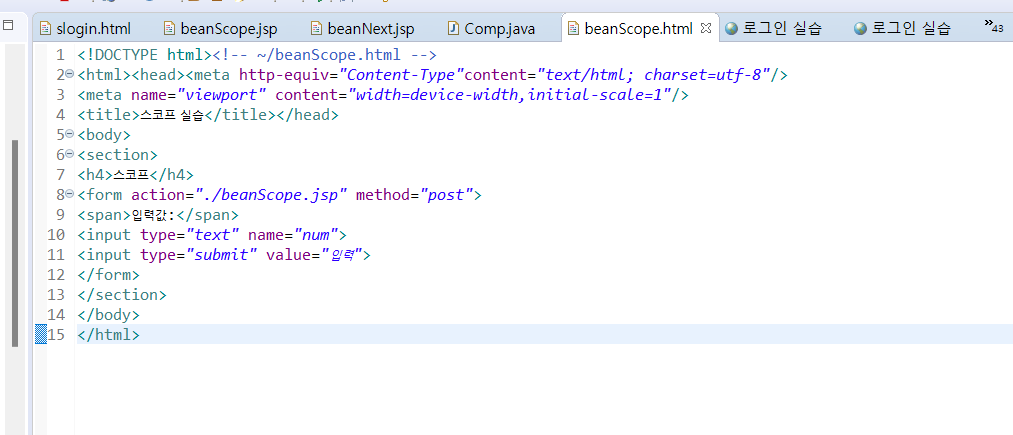 slogin.html beanScope.jsp beanNext.jsp Comp.java beanScope.html 로그인 실습 로그인 실습 »43
1 <!DOCTYPE html><!-- ~/beanScope.html -->
2 <html><head><meta http-equiv="Content-Type"content="text/html; charset=utf-8"/>
3 <meta name="viewport" content="width=device-width,initial-scale=1"/>
4 <title>스코프 실습</title></head>
5 <body>
6 <section>
7 <h4>스코프</h4>
8 <form action="./beanScope.jsp" method="post">
9 <span>입력값:</span>
10 <input type="text" name="num">
11 <input type="submit" value="입력">
12 </form>
13 </section>
14 </body>
15 </html>